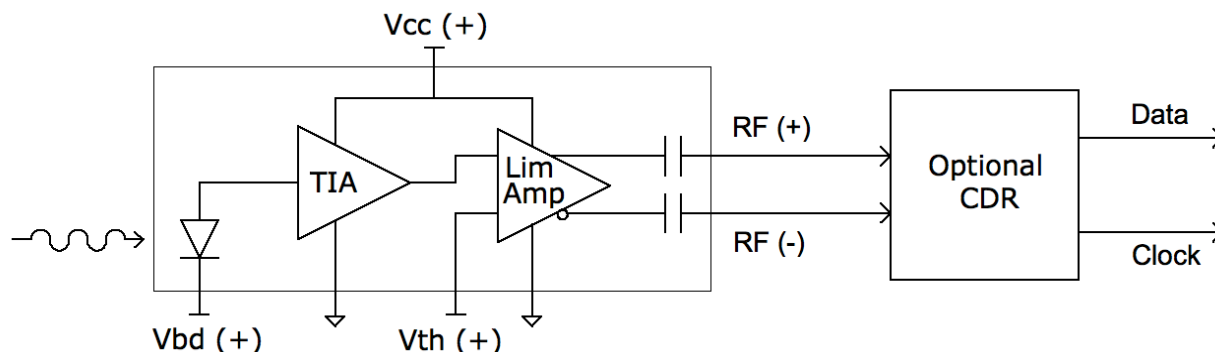 Vcc (+)
TIA
Lim
Amp
RF (+)
RF (-)
Optional
CDR
Data
Clock
Vbd (+)
Vth (+)